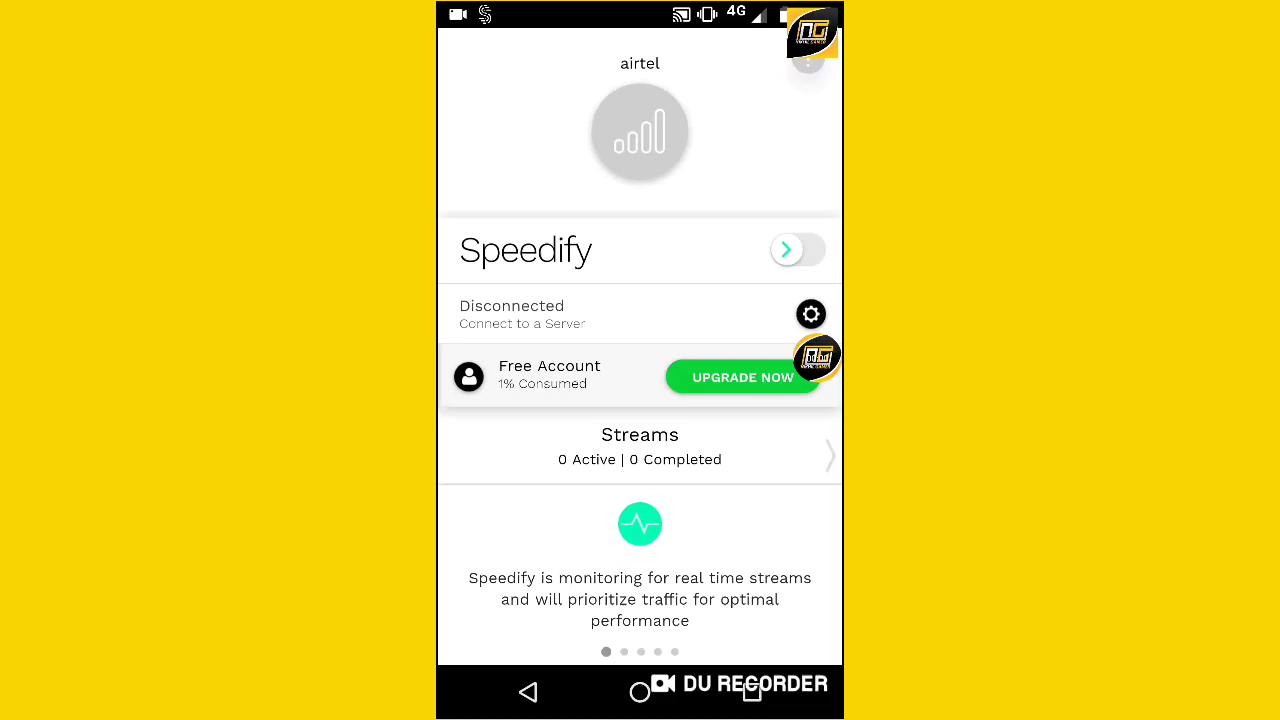 4G
NG
airtel
Speedify
Disconnected
Connect to a Server
Free Account
1% Consumed
UPGRADE NOW
Streams
0 Active | 0 Completed
Speedify is monitoring for real time streams
and will prioritize traffic for optimal
performance
DU RECORDER